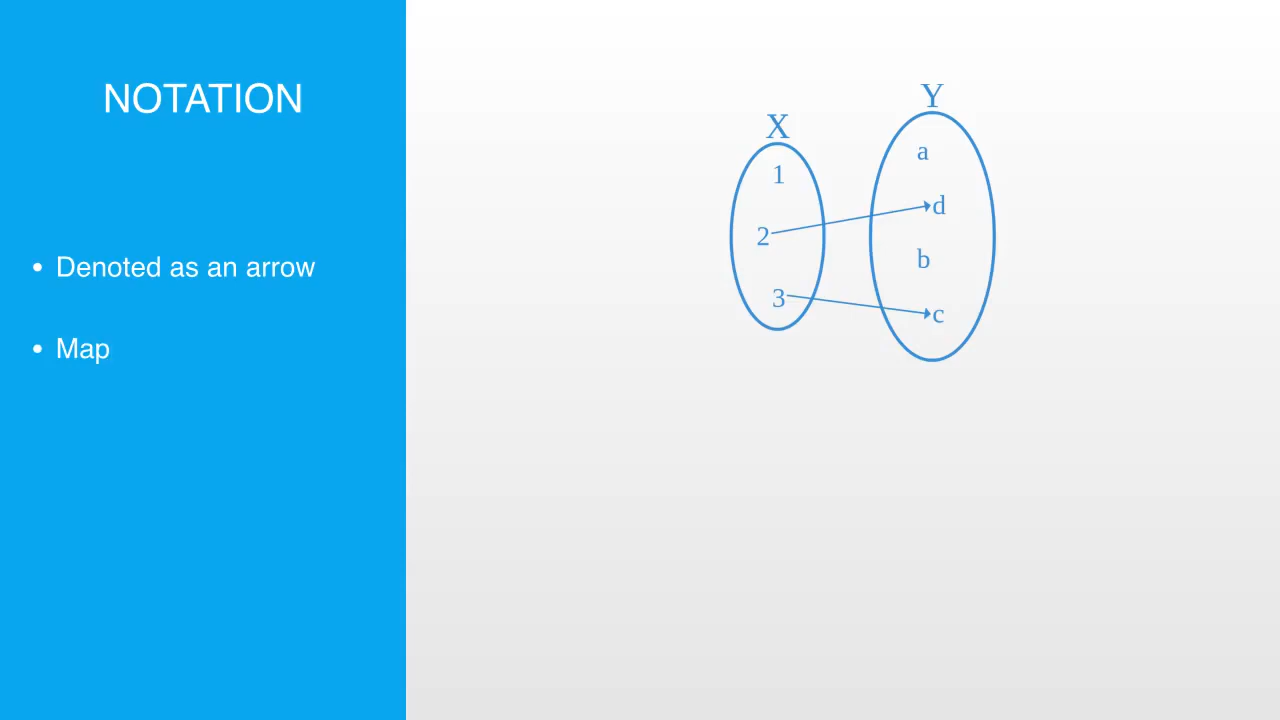 NOTATION
• Denoted as an arrow
• Map
X
Y
1
2
3
a
d
b
c